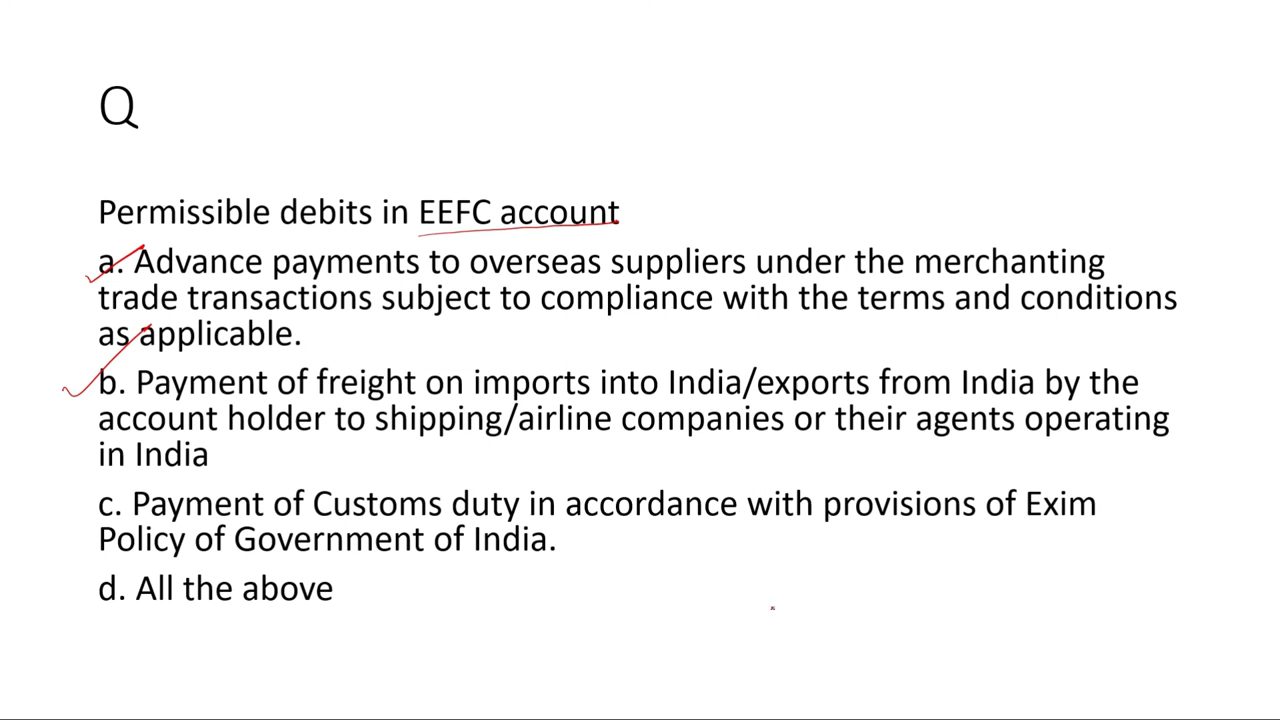 Q
Permissible debits in EEFC account
a. Advance payments to overseas suppliers under the merchanting
trade transactions subject to compliance with the terms and conditions
as applicable.
b. Payment of freight on imports into India/exports from India by the
account holder to shipping/airline companies or their agents operating
in India
c. Payment of Customs duty in accordance with provisions of Exim
Policy of Government of India.
d. All the above